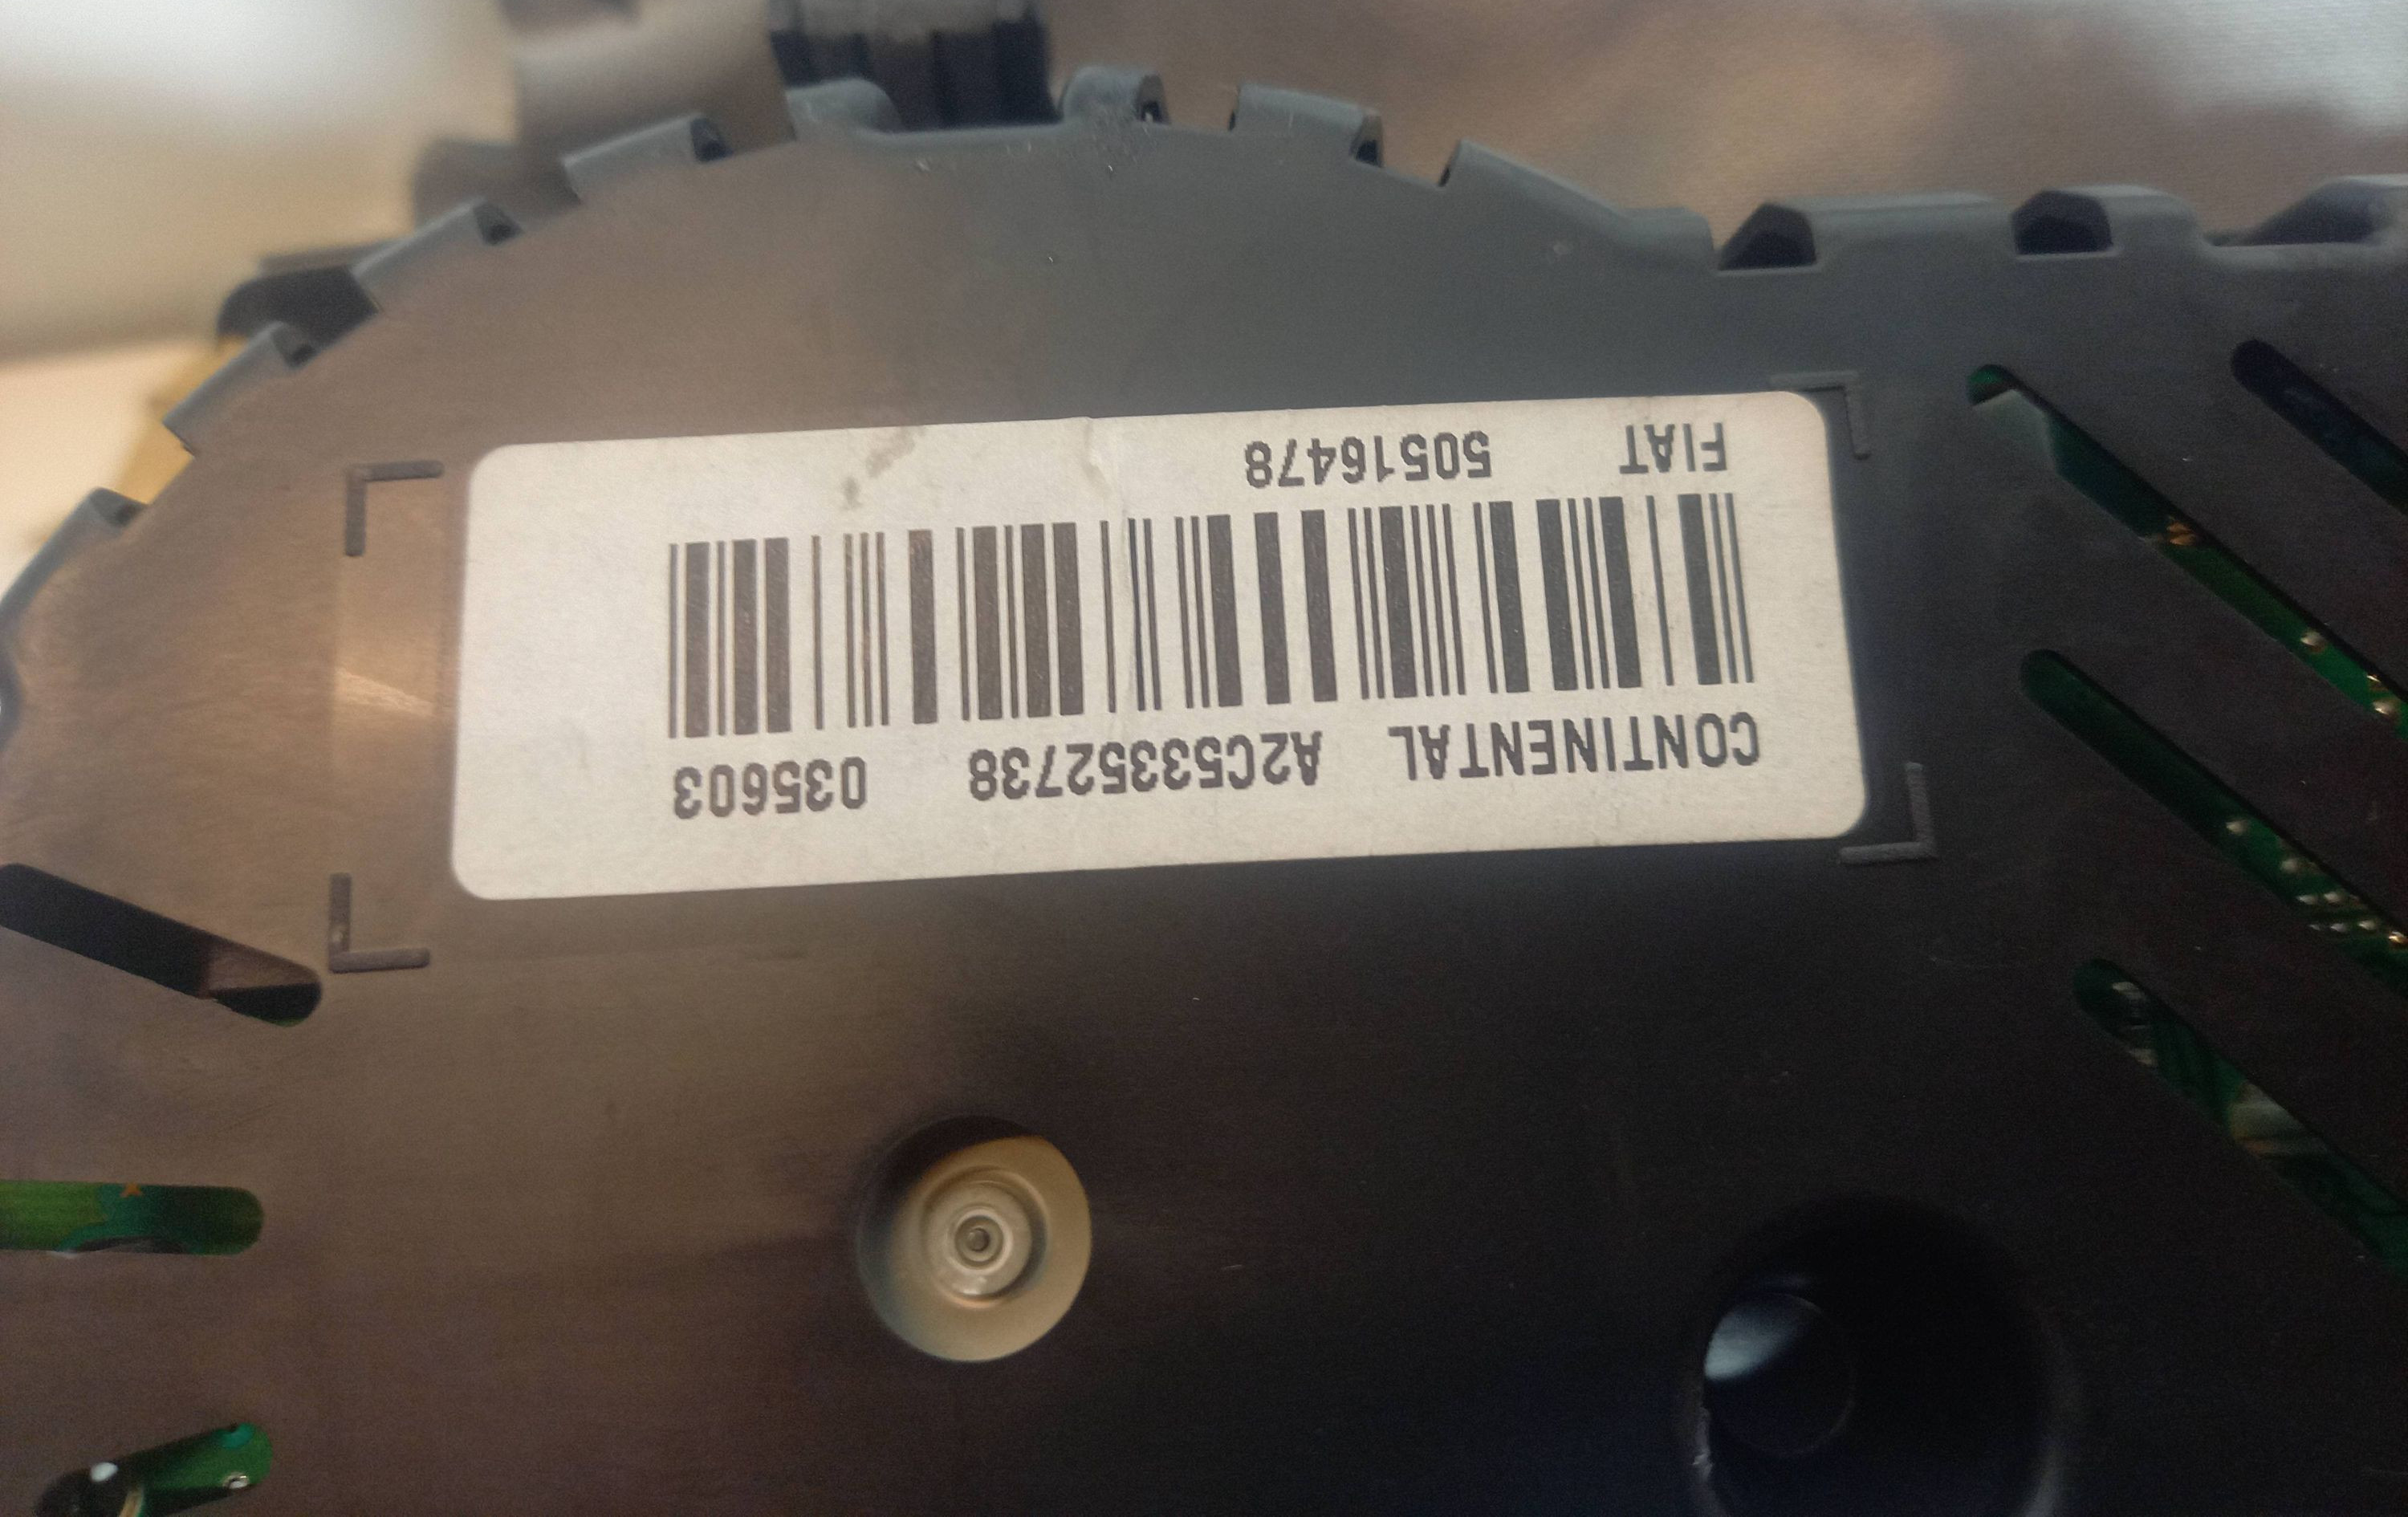 CONTINENTAL A2C53352738 035603
FIAT 50516478